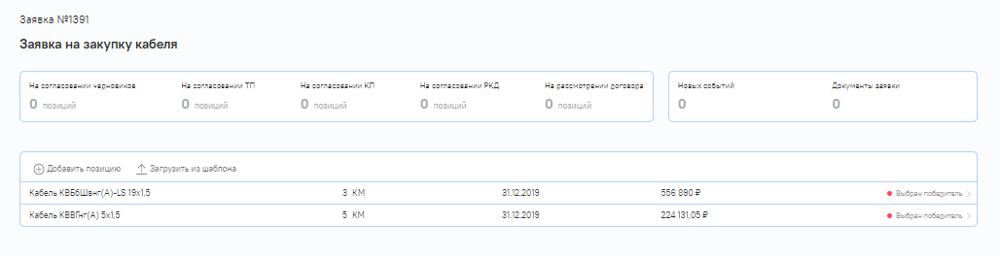 Заявка №1391
Заявка на закупку кабеля
На согласовании черновиков На согласовании ТП На согласовании КП На согласовании РКД На рассмотрении договора Новых событий Документы заявки
0 позиций 0 позиций 0 позиций 0 позиций 0 позиций 0 0
Добавить позицию Загрузить из шаблона
Кабель КВБбШвнг(А)-LS 19х1,5 3 КМ 31.12.2019 556 890 ₽ Выбран победитель
Кабель КВВГнг(А) 5х1,5 5 КМ 31.12.2019 224 131,05 ₽ Выбран победитель